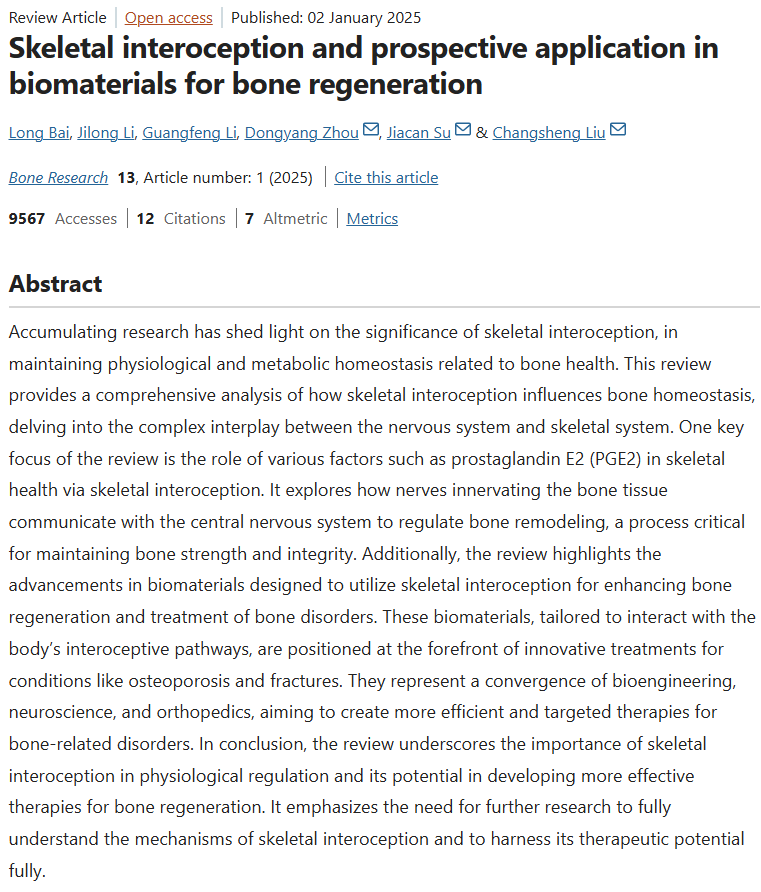 Review Article Open access Published: 02 January 2025
Skeletal interoception and prospective application in
biomaterials for bone regeneration
Long Bai, Jilong Li, Guangfeng Li, Dongyang Zhou, Jiacan Su & Changsheng Liu
Bone Research 13, Article number: 1 (2025) Cite this article
9567 Accesses 12 Citations 7 Altmetric Metrics
Abstract
Accumulating research has shed light on the significance of skeletal interoception, in
maintaining physiological and metabolic homeostasis related to bone health. This review
provides a comprehensive analysis of how skeletal interoception influences bone homeostasis,
delving into the complex interplay between the nervous system and skeletal system. One key
focus of the review is the role of various factors such as prostaglandin E2 (PGE2) in skeletal
health via skeletal interoception. It explores how nerves innervating the bone tissue
communicate with the central nervous system to regulate bone remodeling, a process critical
for maintaining bone strength and integrity. Additionally, the review highlights the
advancements in biomaterials designed to utilize skeletal interoception for enhancing bone
regeneration and treatment of bone disorders. These biomaterials, tailored to interact with the
body’s interoceptive pathways, are positioned at the forefront of innovative treatments for
conditions like osteoporosis and fractures. They represent a convergence of bioengineering,
neuroscience, and orthopedics, aiming to create more efficient and targeted therapies for
bone-related disorders. In conclusion, the review underscores the importance of skeletal
interoception in physiological regulation and its potential in developing more effective
therapies for bone regeneration. It emphasizes the need for further research to fully
understand the mechanisms of skeletal interoception and to harness its therapeutic potential
fully.